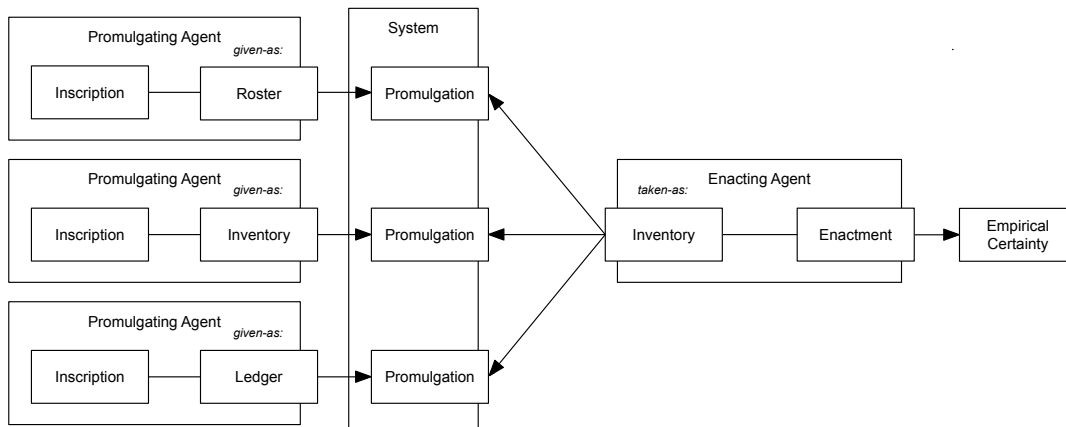 Promulgating Agent
given-as:
Inscription
Roster
System
Promulgation
Promulgating Agent
given-as:
Inscription
Inventory
Promulgation
Enacting Agent
taken-as:
Inventory
Enactment
Empirical
Certainty
Promulgating Agent
given-as:
Inscription
Ledger
Promulgation